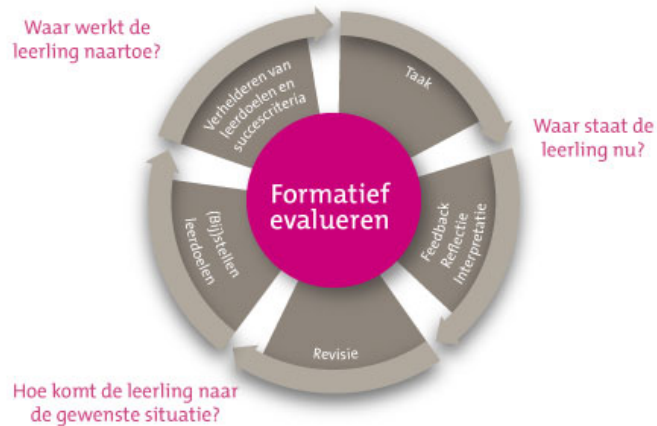 Waar werkt de
leerling naartoe?
Verhelderen van
leerdoelen en
succescriteria
Taak
Waar staat de
leerling nu?
Formatief
evalueren
Feedback
Reflectie
Interpretatie
(Bij)stellen
leerdoelen
Revisie
Hoe komt de leerling naar
de gewenste situatie?